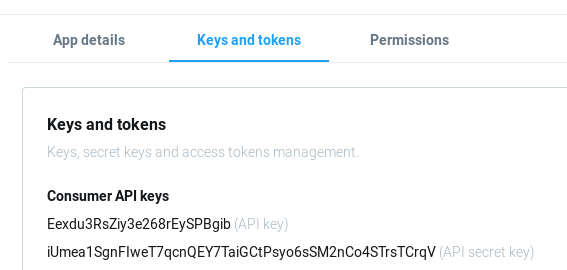 App details
Keys and tokens
Permissions
Keys and tokens
Keys, secret keys and access tokens management.
Consumer API keys
Eexdu3RsZiy3e268rEySPBgib (API key)
iUmea1SgnFIweT7qcnQEY7TaiGCtPsyo6sSM2nCo4STrsTCrqV (API secret key)